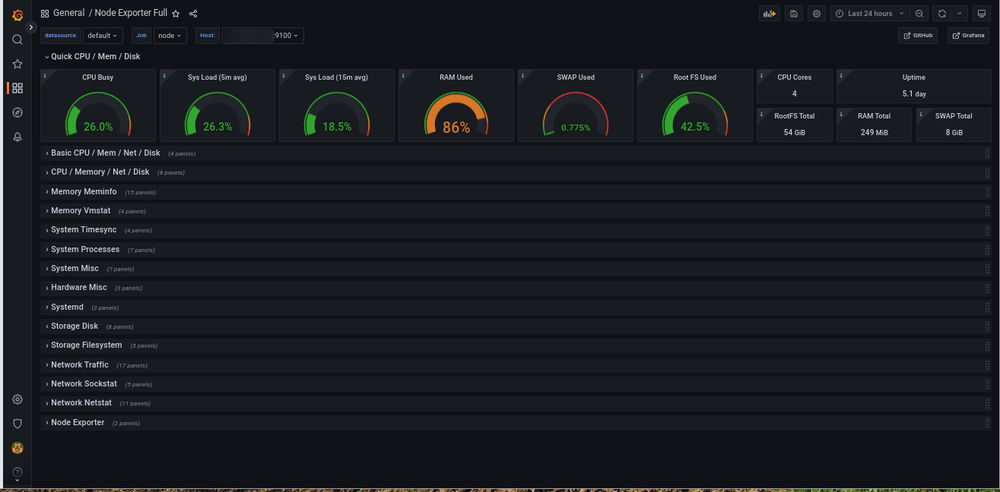 General / Node Exporter Full
Last 24 hours
datasource default Job node Host: :9100
GitHub Grafana
Quick CPU / Mem / Disk
CPU Busy Sys Load (5m avg) Sys Load (15m avg) RAM Used SWAP Used Root FS Used CPU Cores Uptime
4 5.1 day
RootFS Total RAM Total SWAP Total
26.0% 26.3% 18.5% 86% 0.775% 42.5% 54 GiB 249 MiB 8 GiB
Basic CPU / Mem / Net / Disk (4 panels)
CPU / Memory / Net / Disk (8 panels)
Memory Meminfo (15 panels)
Memory Vmstat (4 panels)
System Timesync (4 panels)
System Processes (7 panels)
System Misc (7 panels)
Hardware Misc (3 panels)
Systemd (2 panels)
Storage Disk (8 panels)
Storage Filesystem (5 panels)
Network Traffic (17 panels)
Network Sockstat (5 panels)
Network Netstat (11 panels)
Node Exporter (2 panels)